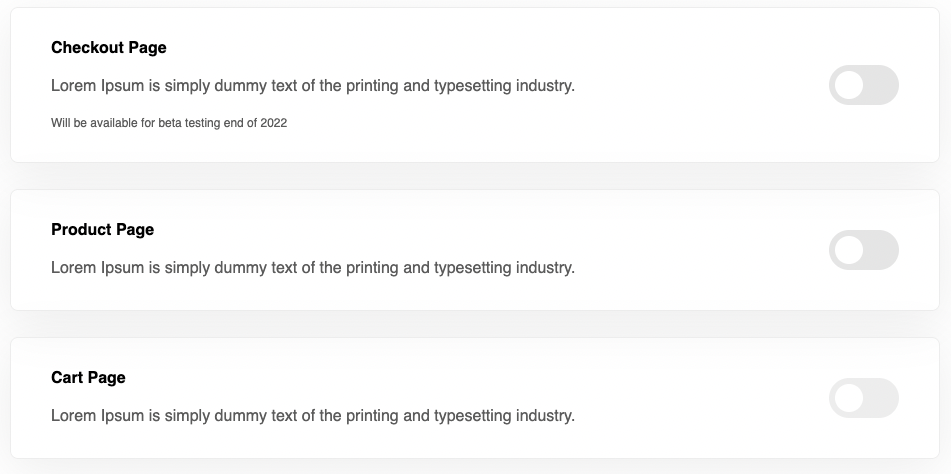 Checkout Page
Lorem Ipsum is simply dummy text of the printing and typesetting industry.
Will be available for beta testing end of 2022
Product Page
Lorem Ipsum is simply dummy text of the printing and typesetting industry.
Cart Page
Lorem Ipsum is simply dummy text of the printing and typesetting industry.